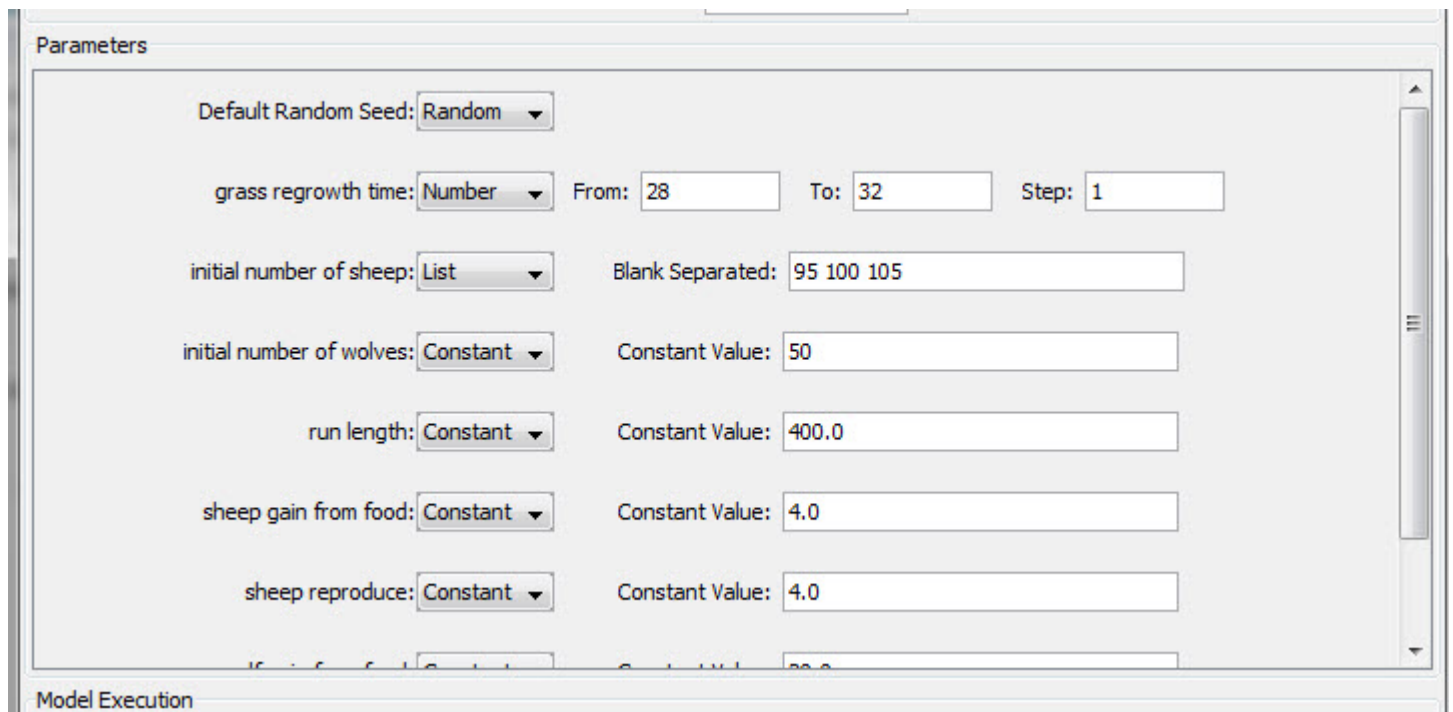 Parameters
Default Random Seed: Random
grass regrowth time: Number From: 28 To: 32 Step: 1
initial number of sheep: List Blank Separated: 95 100 105
initial number of wolves: Constant Constant Value: 50
run length: Constant Constant Value: 400.0
sheep gain from food: Constant Constant Value: 4.0
sheep reproduce: Constant Constant Value: 4.0
Model Execution